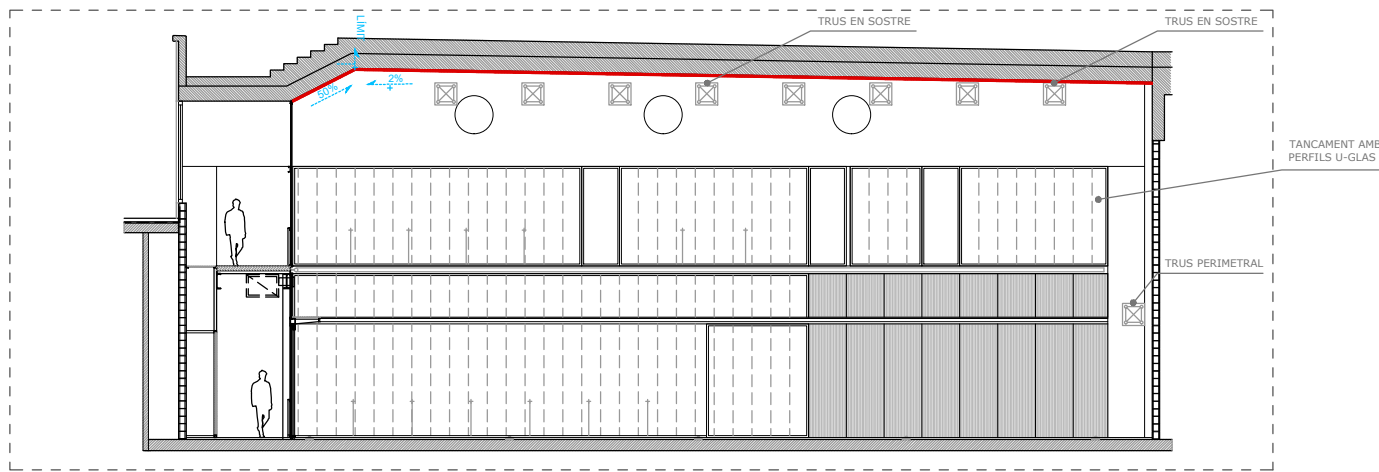 TRUS EN SOSTRE
TRUS EN SOSTRE
LÍMIT
2%
+
50%
TANCAMENT AMB
PERFILS U-GLAS
TRUS PERIMETRAL